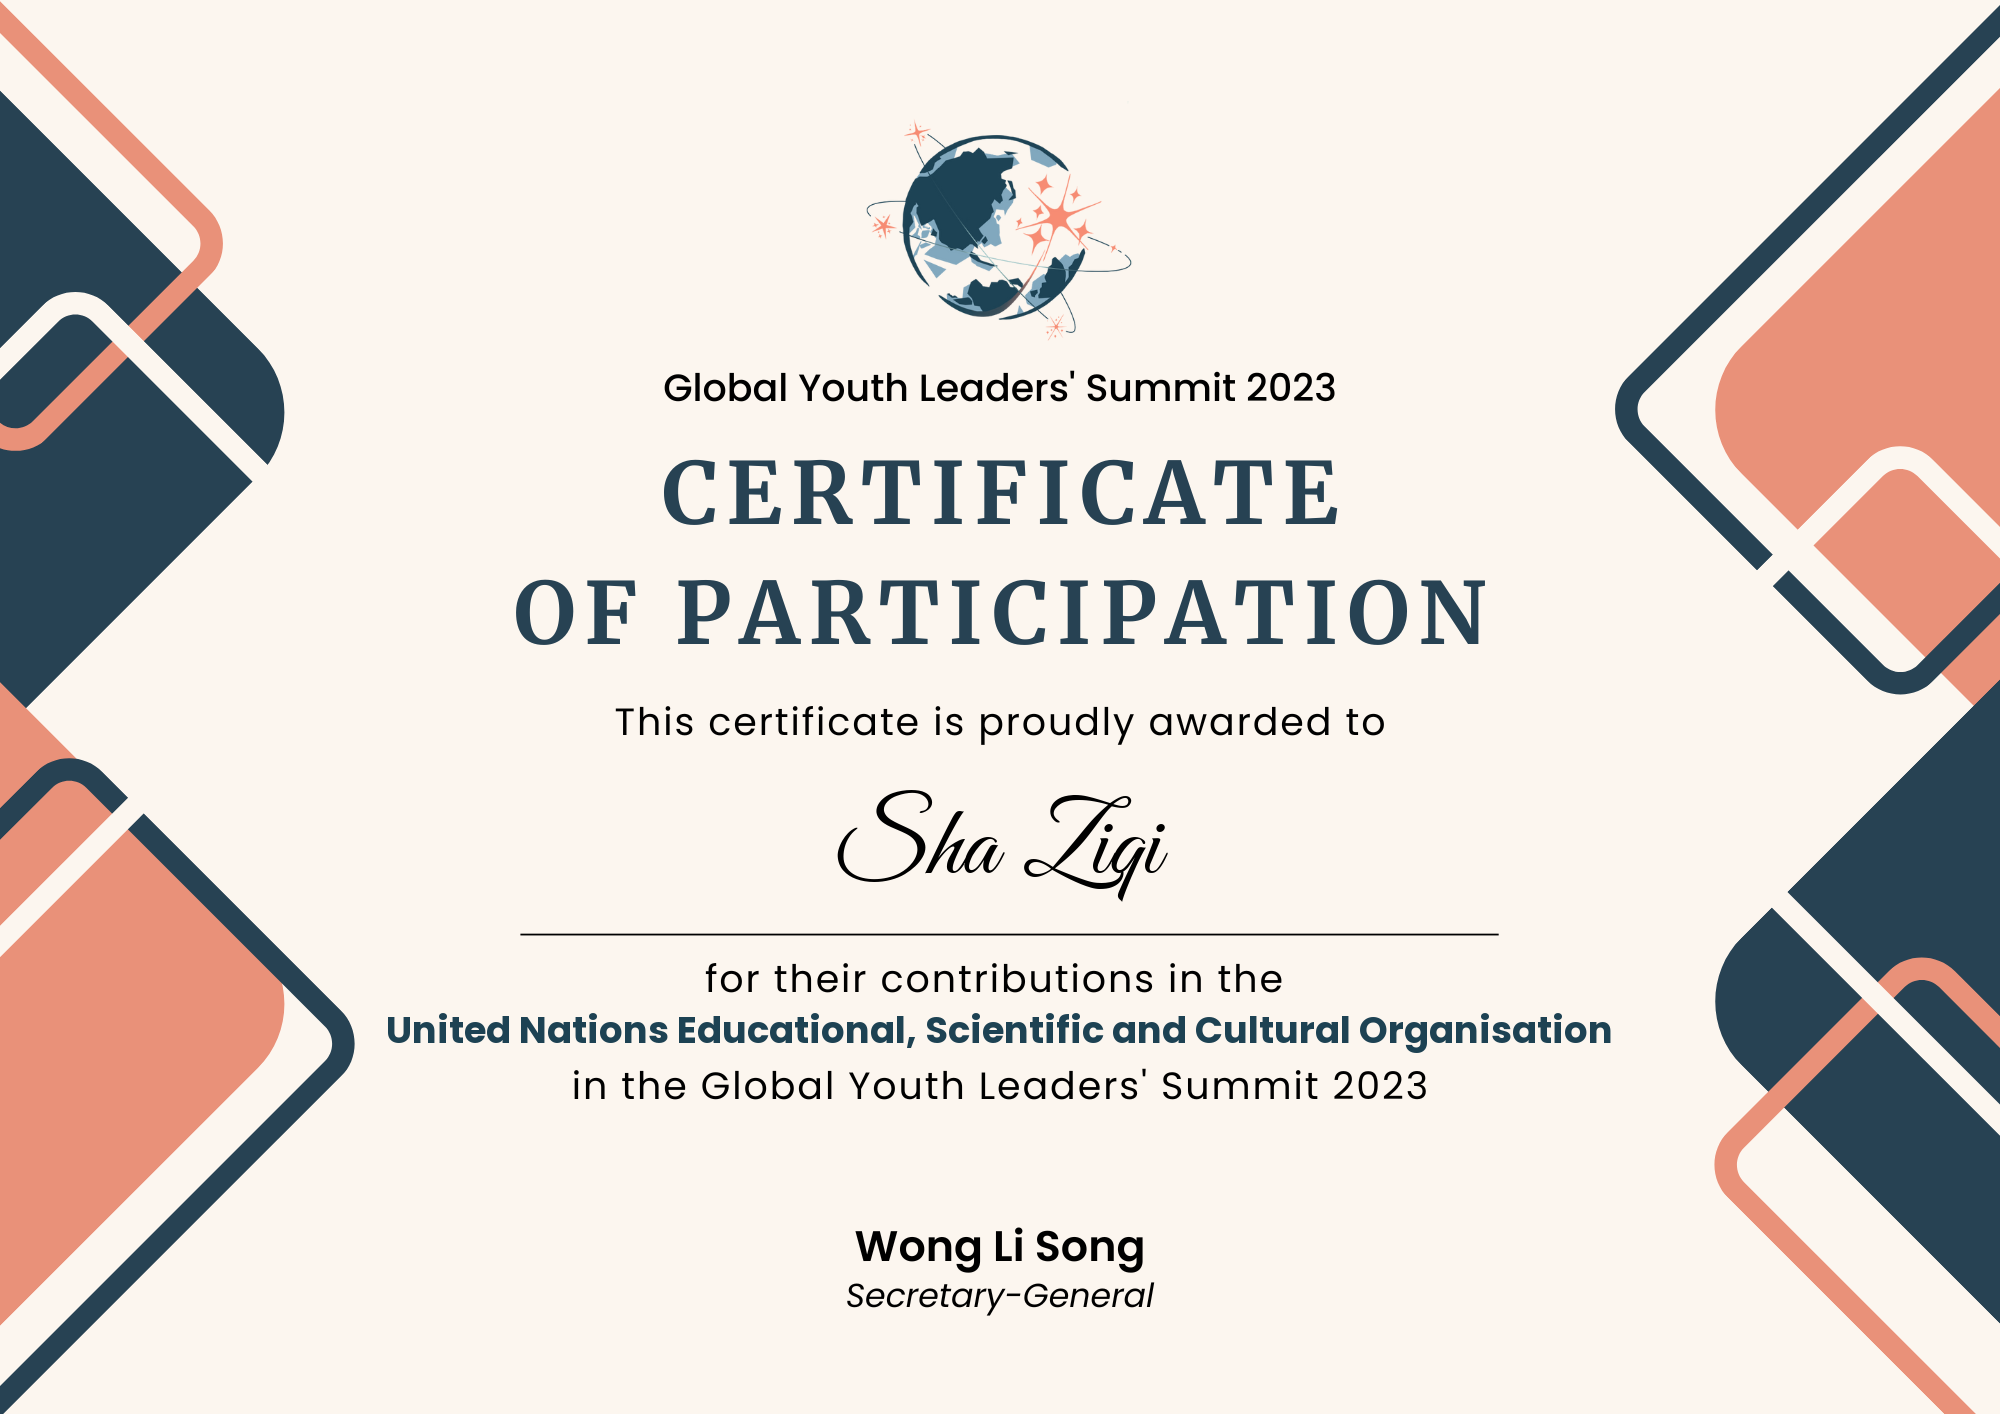 Global Youth Leaders' Summit 2023
CERTIFICATE
OF PARTICIPATION
This certificate is proudly awarded to
Sha Ziqi
for their contributions in the
United Nations Educational, Scientific and Cultural Organisation
in the Global Youth Leaders' Summit 2023
Wong Li Song
Secretary-General